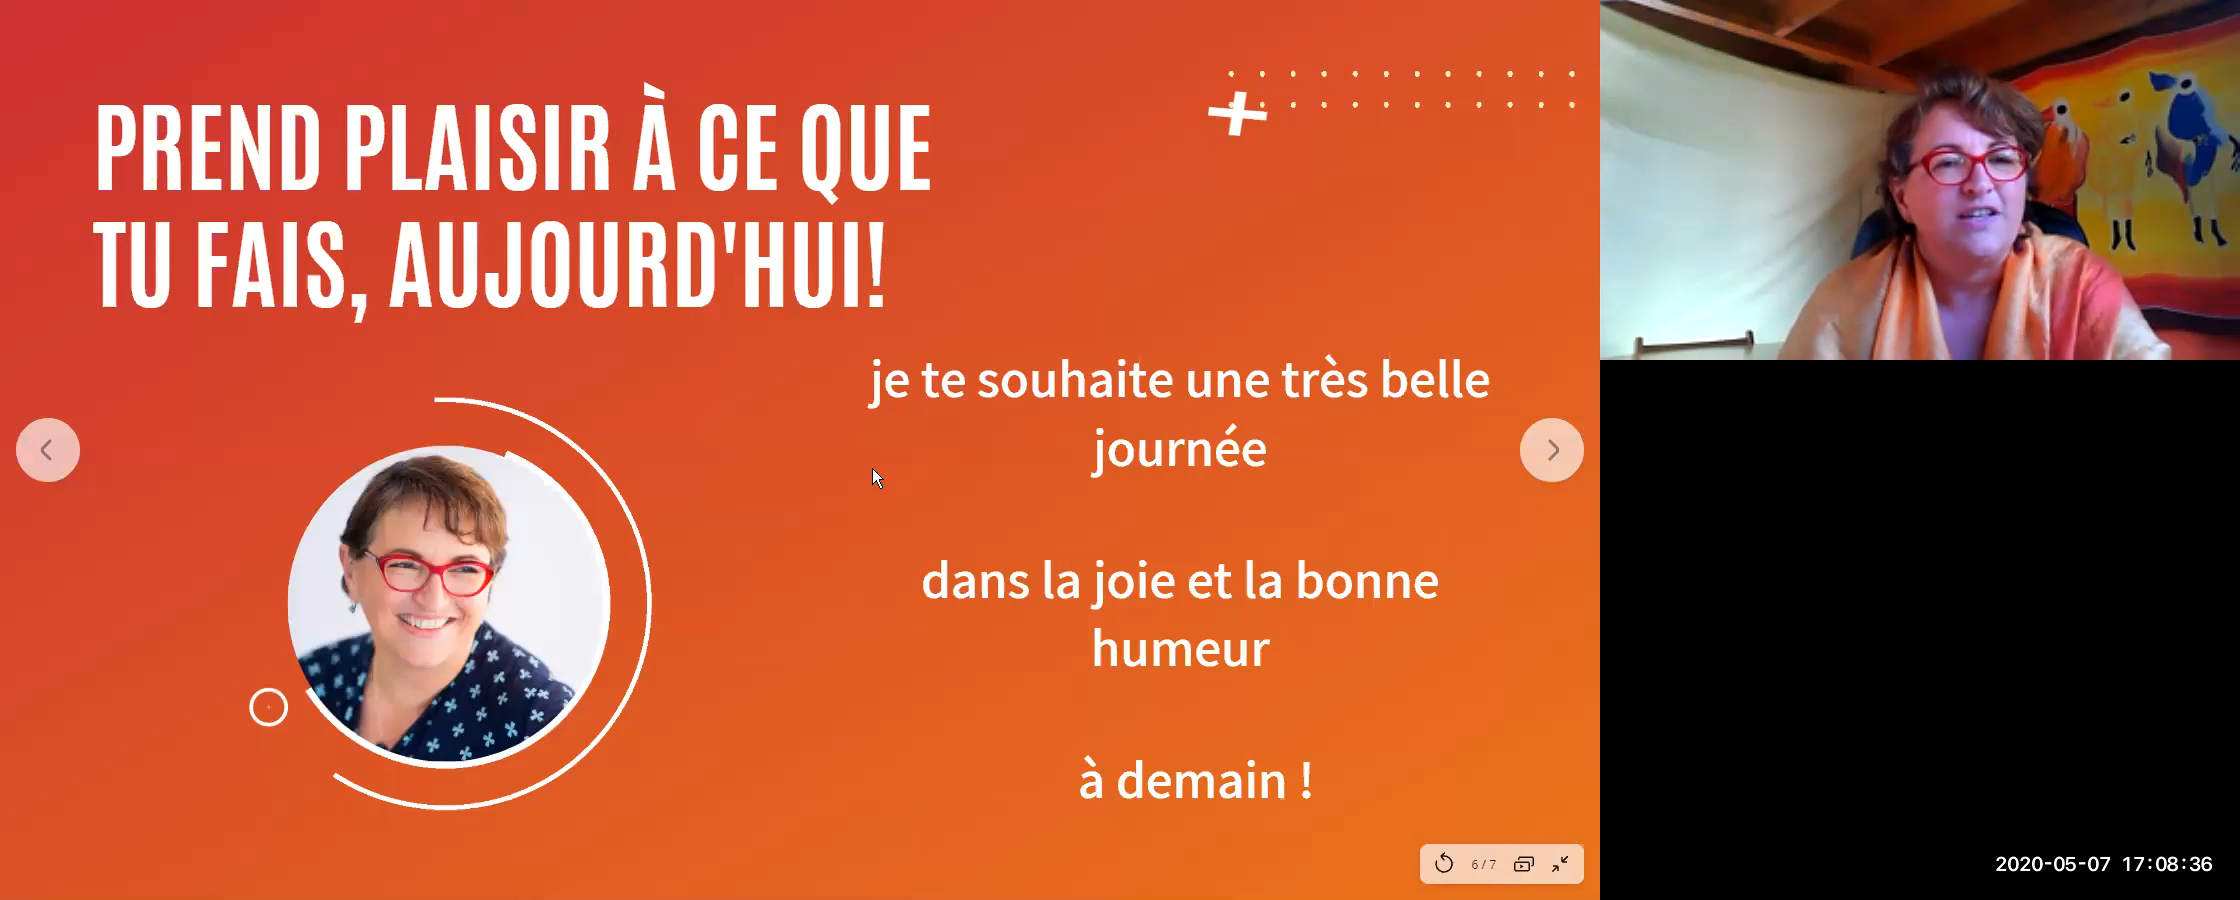 PREND PLAISIR À CE QUE
TU FAIS, AUJOURD'HUI!
je te souhaite une très belle
journée
dans la joie et la bonne
humeur
à demain !
6 / 7
2020-05-07 17:08:36